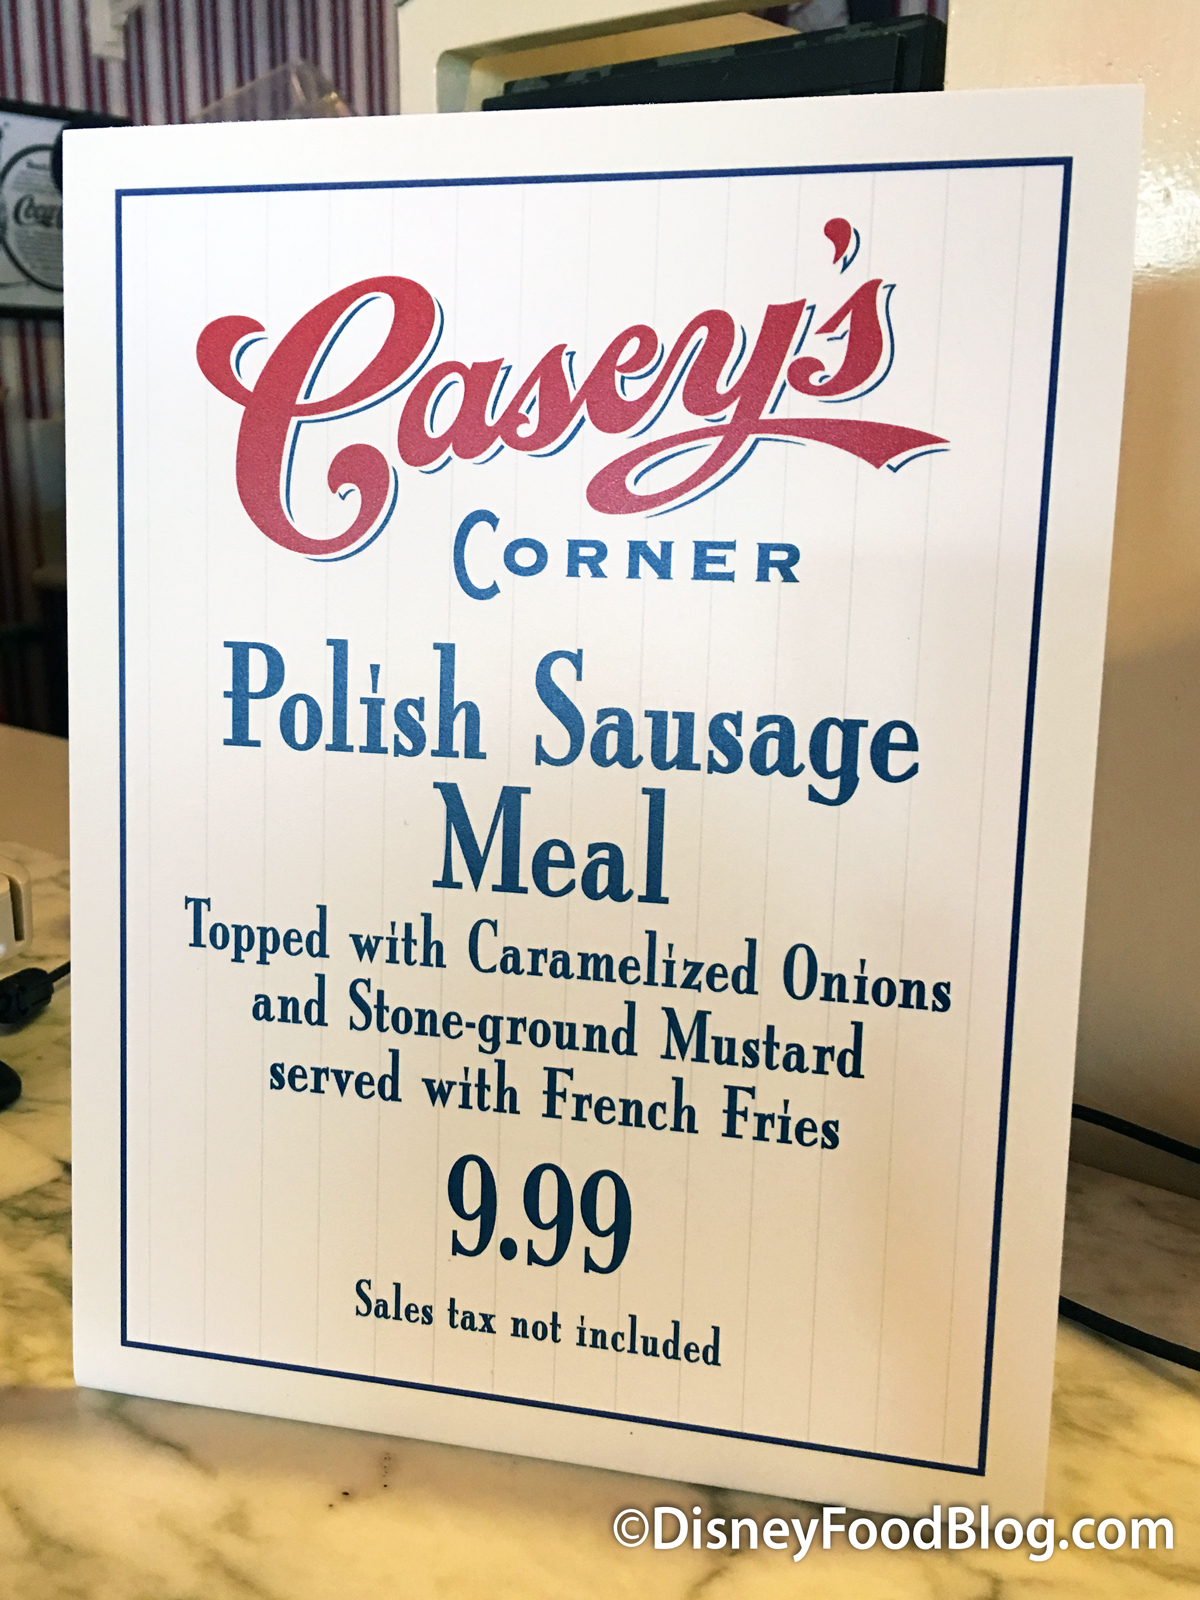 Casey's
CORNER
Polish Sausage
Meal
Topped with Caramelized Onions
and Stone-ground Mustard
served with French Fries
9.99
Sales tax not included
©DisneyFoodBlog.com